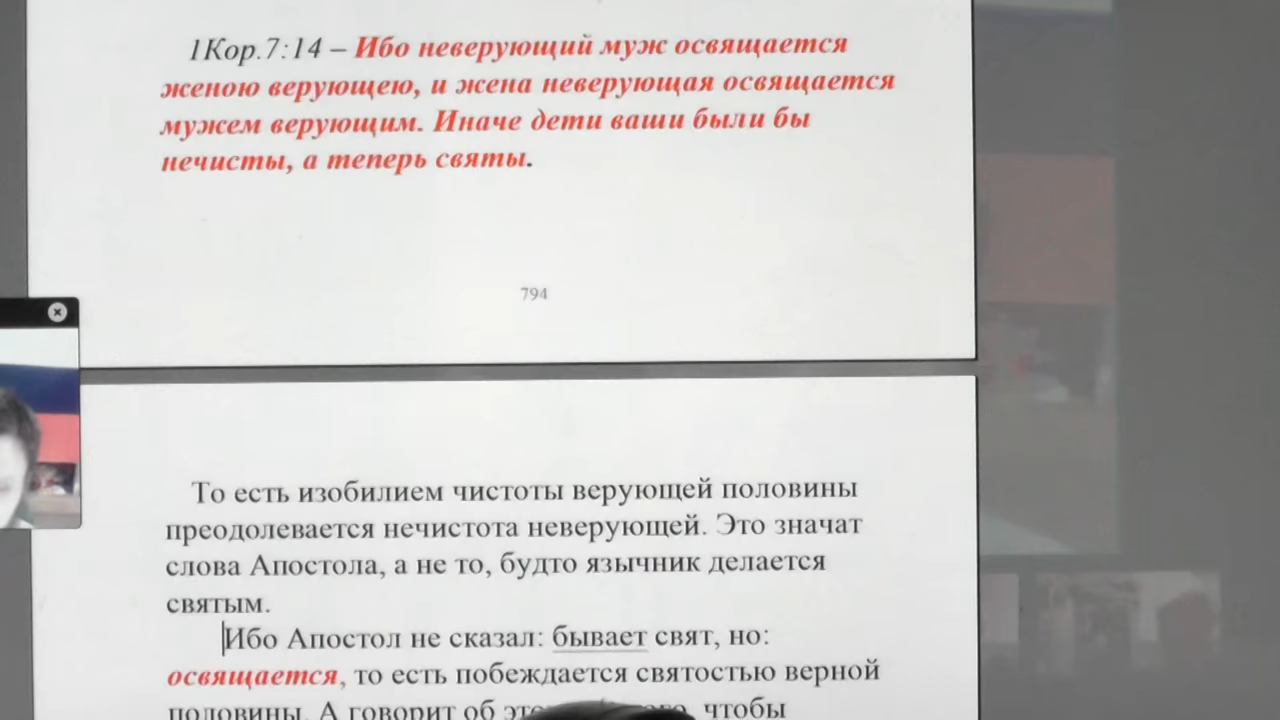 1Кор.7:14 – Ибо неверующий муж освящается
женою верующею, и жена неверующая освящается
мужем верующим. Иначе дети ваши были бы
нечисты, а теперь святы.
794
То есть изобилием чистоты верующей половины
преодолевается нечистота неверующей. Это значат
слова Апостола, а не то, будто язычник делается
святым.
Ибо Апостол не сказал: бывает свят, но:
освящается, то есть побеждается святостью верной
половины. А говорит об чтобы